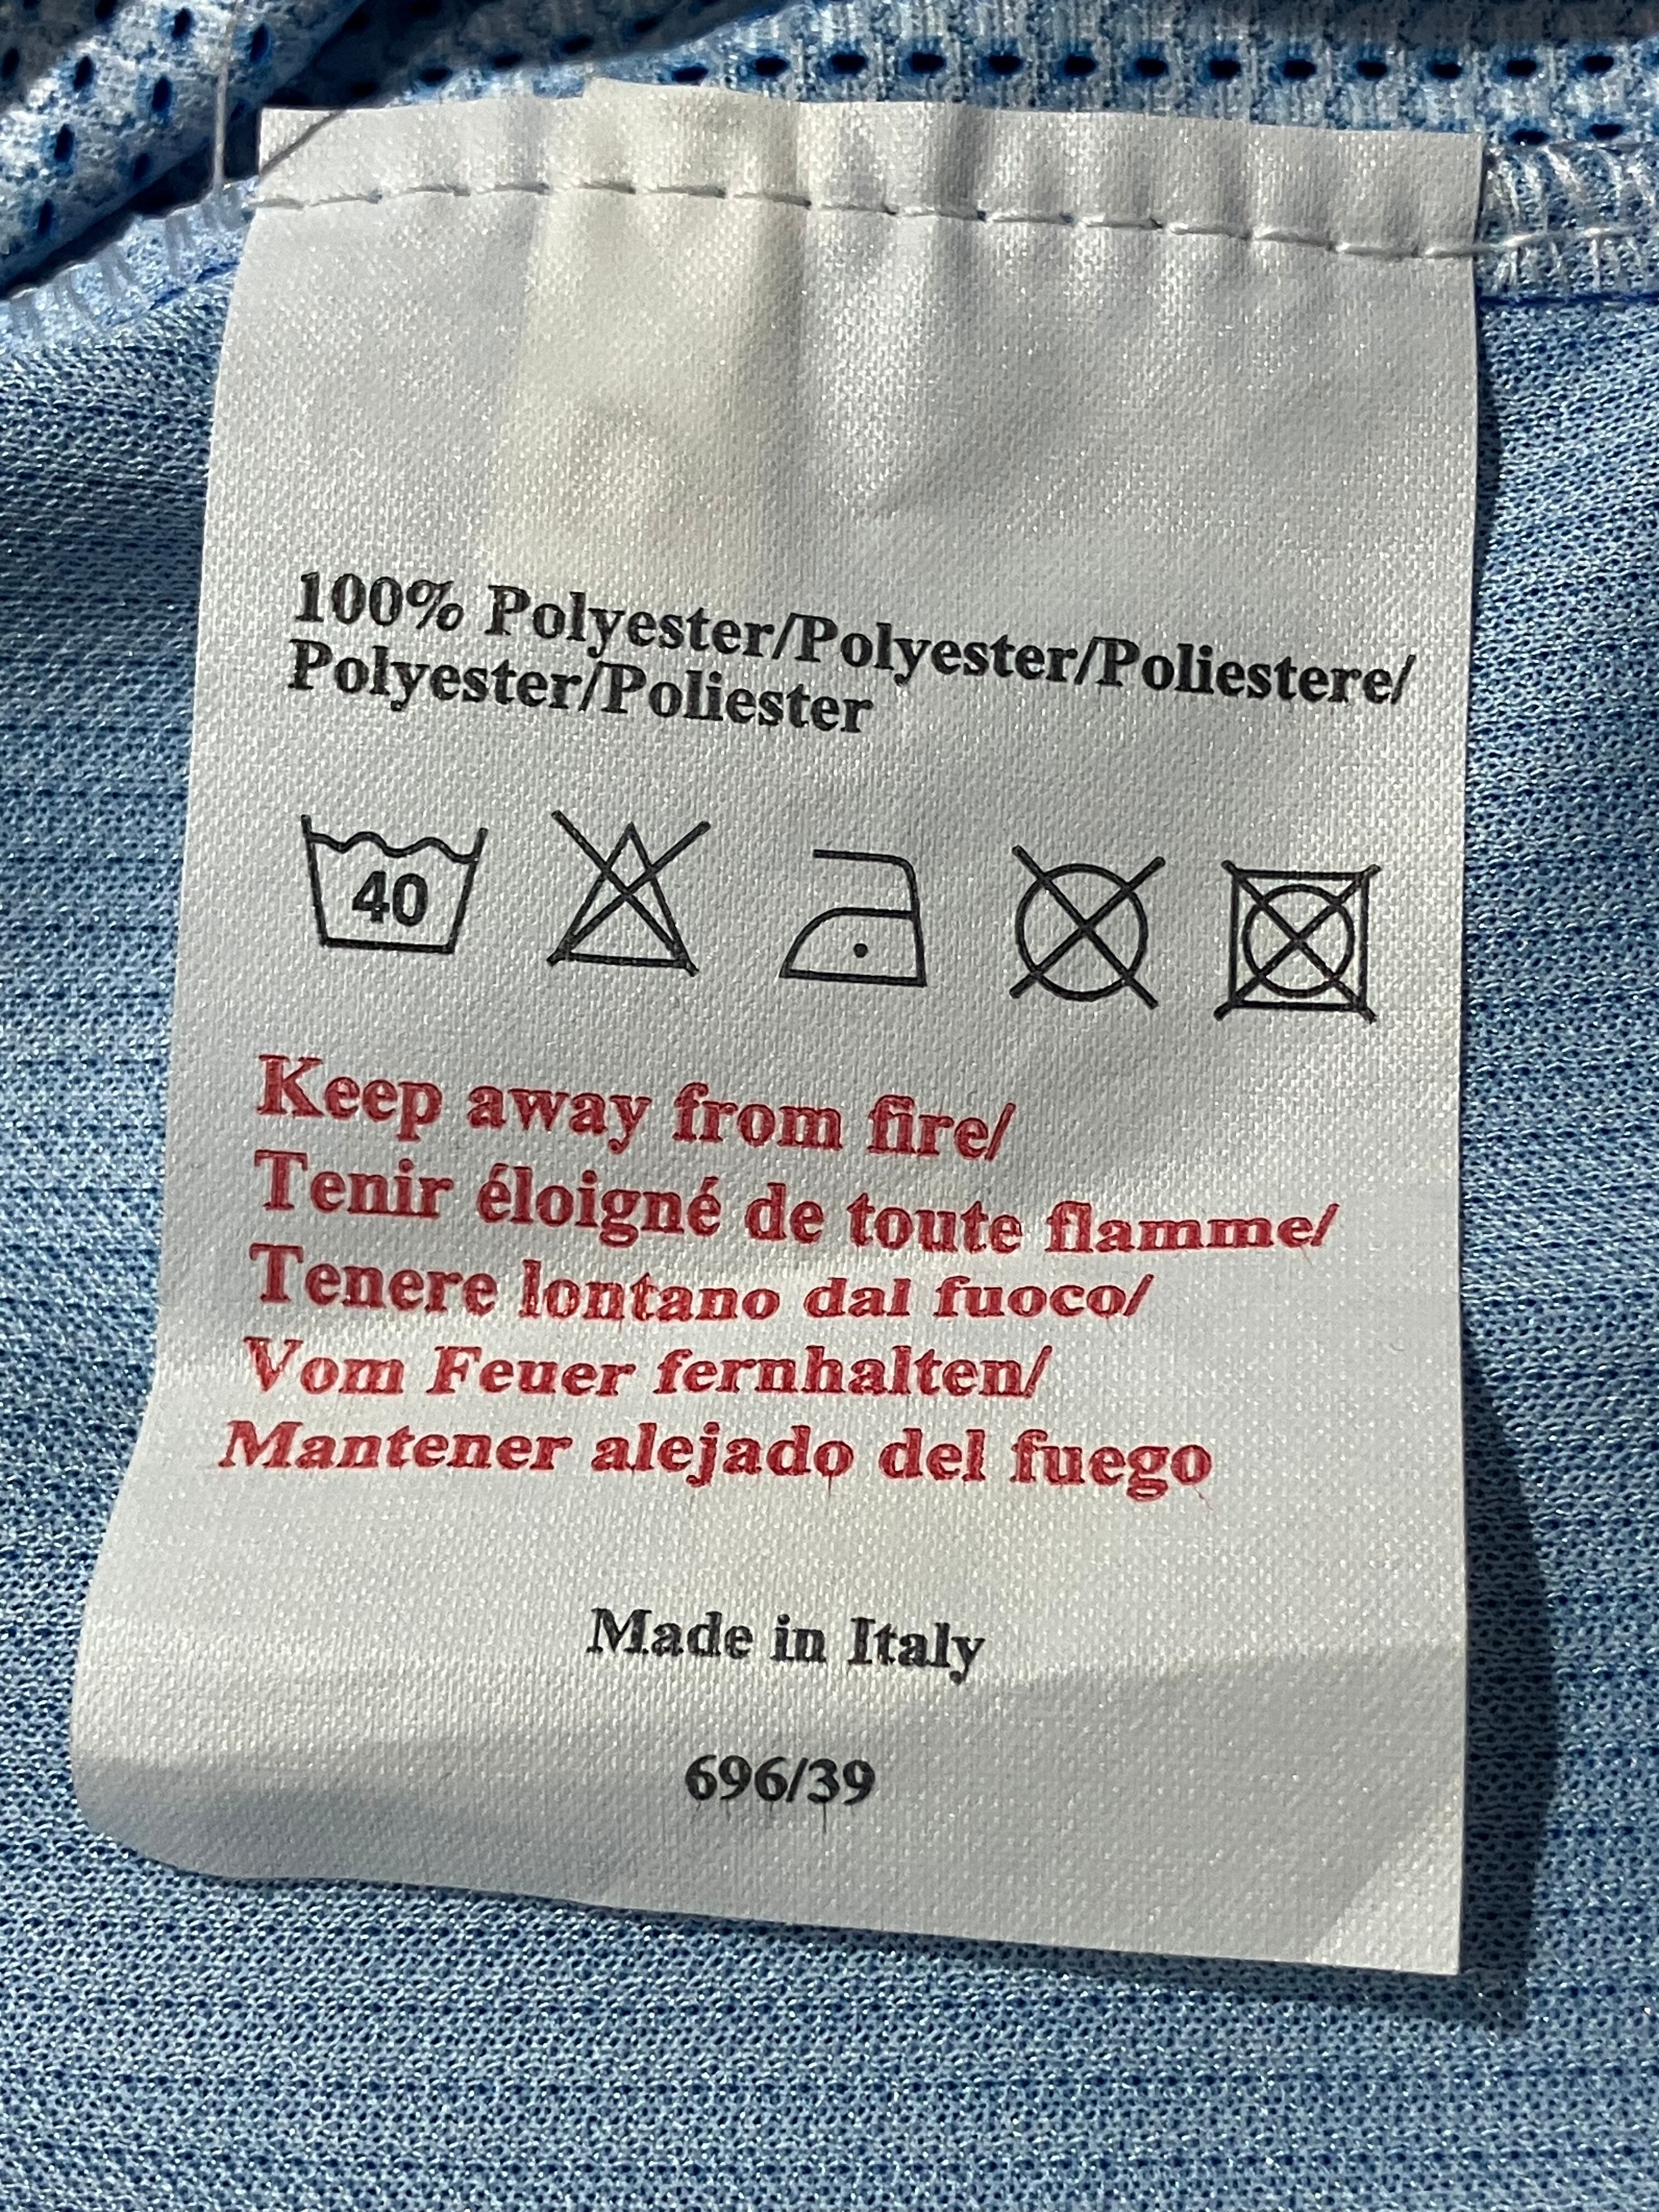 100% Polyester/Polyester/Poliestere/
Polyester/Poliester
40
Keep away from fire/
Tenir éloigné de toute flamme/
Tenere lontano dal fuoco/
Vom Feuer fernhalten/
Mantener alejado del fuego
Made in Italy
696/39